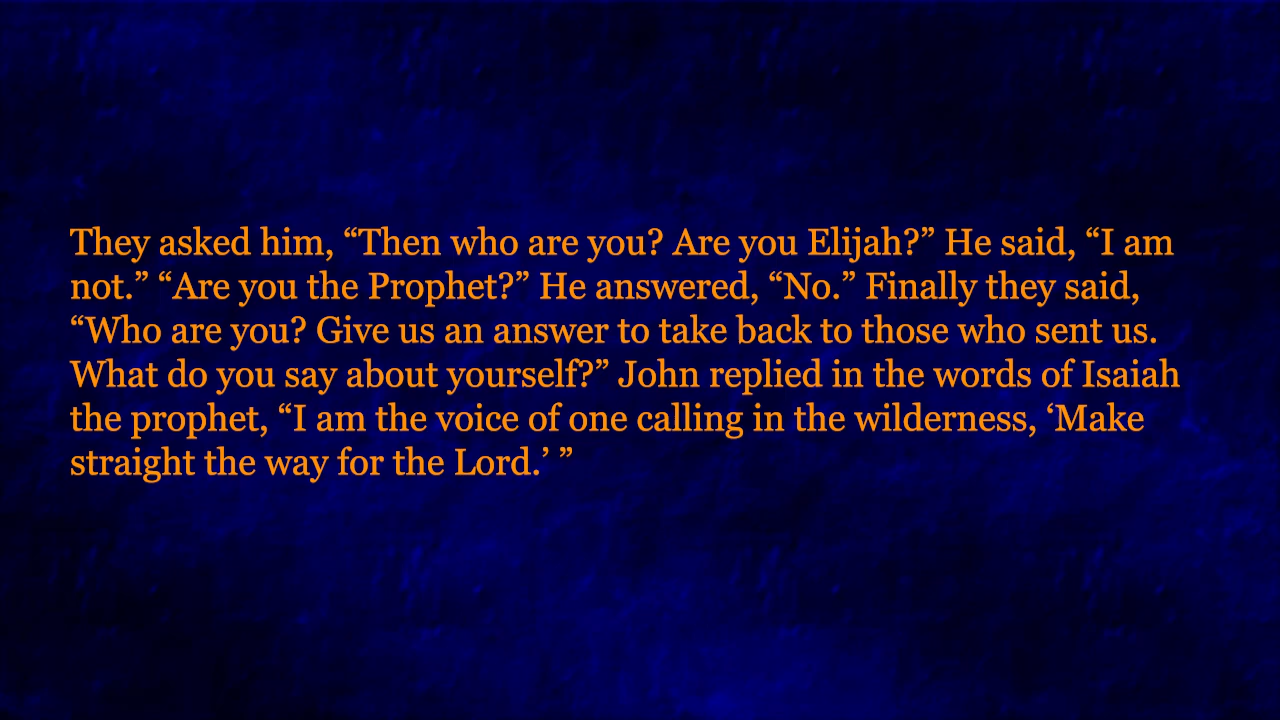 They asked him, “Then who are you? Are you Elijah?” He said, “I am
not.” “Are you the Prophet?” He answered, “No.” Finally they said,
“Who are you? Give us an answer to take back to those who sent us.
What do you say about yourself?” John replied in the words of Isaiah
the prophet, “I am the voice of one calling in the wilderness, ‘Make
straight the way for the Lord.’ ”